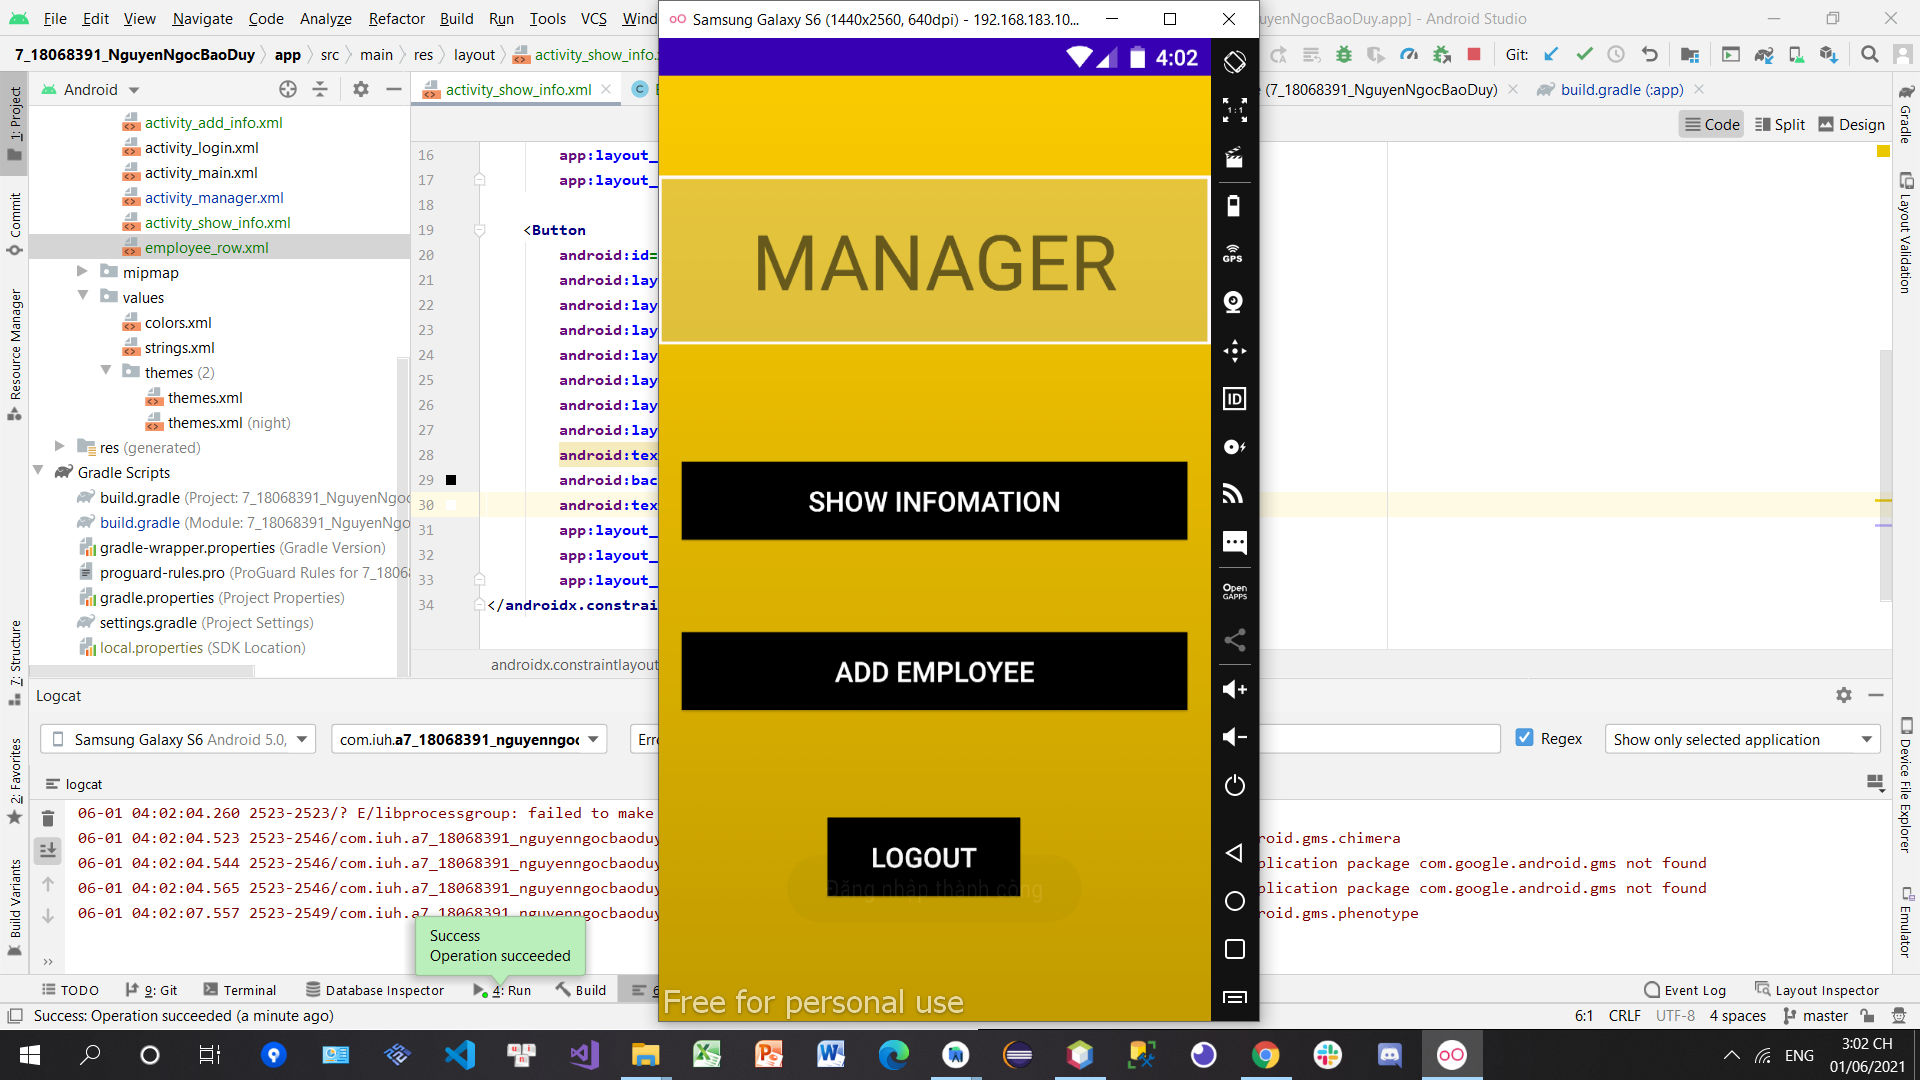 File Edit View Navigate Code Analyze Refactor Build Run Tools VCS Wind
Samsung Galaxy S6 (1440x2560, 640dpi) - 192.168.183.10...
uyenNgocBaoDuy.app] - Android Studio
7_18068391_NguyenNgocBaoDuy app src main res layout activity_show_info.
Git:
Android
activity_show_info.xml
(7_18068391_NguyenNgocBaoDuy)
build.gradle (:app)
Code Split Design
1: Project
Commit
Resource Manager
7: Structure
2: Favorites
Build Variants
activity_add_info.xml
activity_login.xml
activity_main.xml
activity_manager.xml
activity_show_info.xml
employee_row.xml
mipmap
values
colors.xml
strings.xml
themes (2)
themes.xml
themes.xml (night)
res (generated)
Gradle Scripts
build.gradle (Project: 7_18068391_NguyenNgoc
build.gradle (Module: 7_18068391_NguyenNgo
gradle-wrapper.properties (Gradle Version)
proguard-rules.pro (ProGuard Rules for 7_1806
gradle.properties (Project Properties)
settings.gradle (Project Settings)
local.properties (SDK Location)
16 app:layout_
17 app:layout_
18
19 <Button
20 android:id=
21 android:lay
22 android:lay
23 android:lay
24 android:lay
25 android:lay
26 android:lay
27 android:lay
28 android:tex
29 android:bac
30 android:tex
31 app:layout_
32 app:layout_
33 app:layout_
34 </androidx.constrai
androidx.constraintlayout
4:02
MANAGER
SHOW INFOMATION
ADD EMPLOYEE
LOGOUT
Đăng nhập thành công
Free for personal use
1:1
GPS
ID
OPEN
GAPPS
Gradle
Layout Validation
Device File Explorer
Emulator
Logcat
Samsung Galaxy S6 Android 5.0,
com.iuh.a7_18068391_nguyenngoc
Erro
Regex
Show only selected application
logcat
06-01 04:02:04.260 2523-2523/? E/libprocessgroup: failed to make
06-01 04:02:04.523 2523-2546/com.iuh.a7_18068391_nguyenngocbaoduy roid.gms.chimera
06-01 04:02:04.544 2523-2546/com.iuh.a7_18068391_nguyenngocbaoduy plication package com.google.android.gms not found
06-01 04:02:04.565 2523-2546/com.iuh.a7_18068391_nguyenngocbaoduy plication package com.google.android.gms not found
06-01 04:02:07.557 2523-2549/com.iuh.a7_18068391_nguyenngocbaoduy roid.gms.phenotype
Success
Operation succeeded
TODO 9: Git Terminal Database Inspector 4: Run Build 6
Event Log Layout Inspector
Success: Operation succeeded (a minute ago)
6:1 CRLF UTF-8 4 spaces master
ENG
3:02 CH
01/06/2021